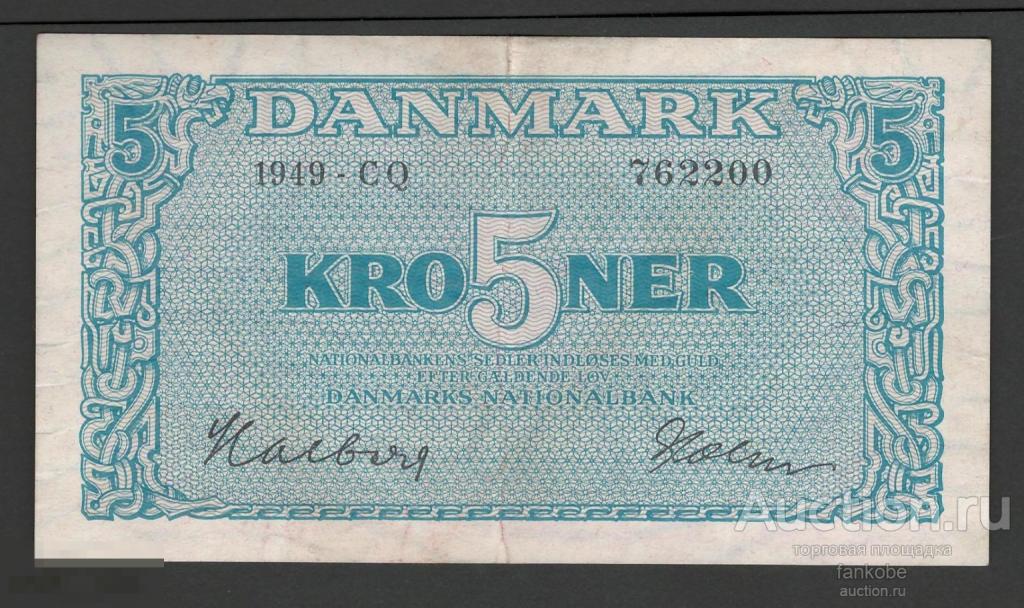 5 DANMARK 5
1949 - CQ 762200
KRO5NER
NATIONALBANKENS SEDLER INDLØSES MED GULD
EFTER GÆLDENDE LOV
DANMARKS NATIONALBANK
Halberg Holm
Auction.ru
торговая площадка
fankobe
auction.ru